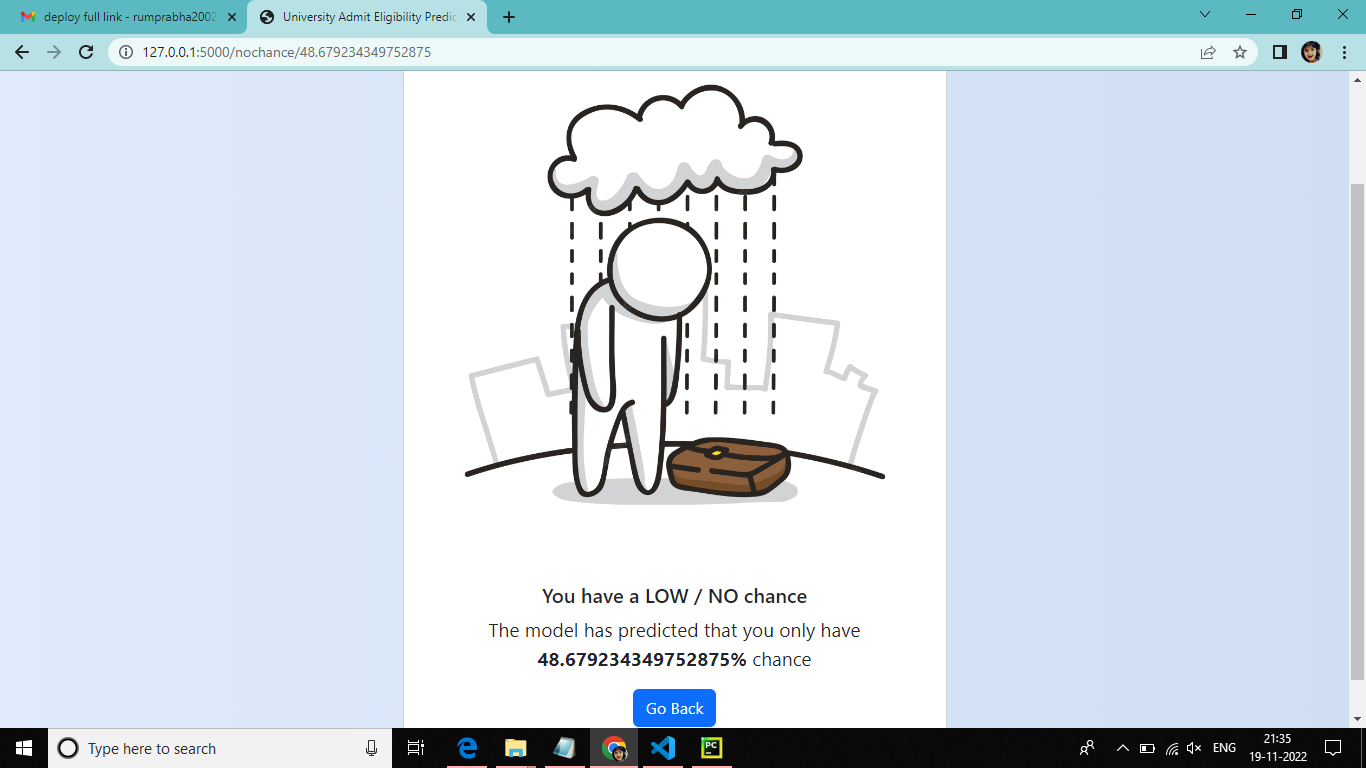 deploy full link - rumprabha2002
University Admit Eligibility Predic
127.0.0.1:5000/nochance/48.679234349752875
You have a LOW / NO chance
The model has predicted that you only have
48.679234349752875% chance
Go Back
Type here to search
PC
ENG
21:35
19-11-2022